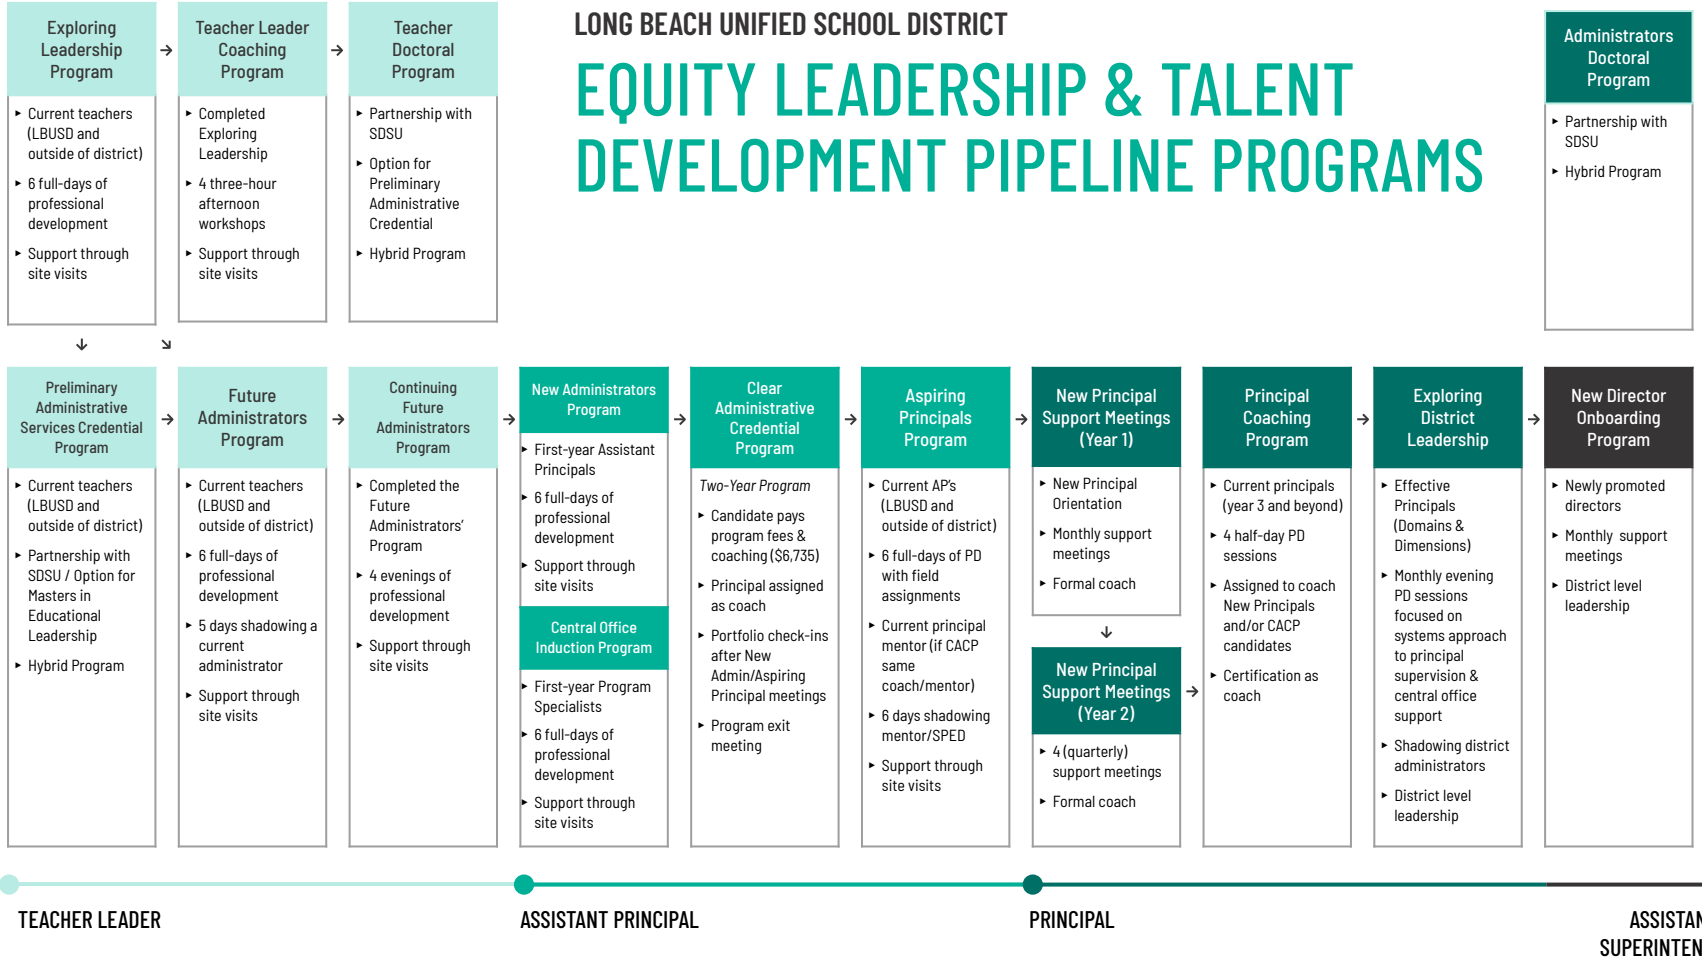 Exploring
Leadership
Program
▸ Current teachers
(LBUSD and
outside of district)
▸ 6 full-days of
professional
development
▸ Support through
site visits
→
Teacher Leader
Coaching
Program
▸ Completed
Exploring
Leadership
▸ 4 three-hour
afternoon
workshops
▸ Support through
site visits
→
Teacher
Doctoral
Program
▸ Partnership with
SDSU
▸ Option for
Preliminary
Administrative
Credential
▸ Hybrid Program
LONG BEACH UNIFIED SCHOOL DISTRICT
EQUITY LEADERSHIP & TALENT
DEVELOPMENT PIPELINE PROGRAMS
Administrators
Doctoral
Program
▸ Partnership with
SDSU
▸ Hybrid Program
↓ ↘
Preliminary
Administrative
Services Credential
Program
▸ Current teachers
(LBUSD and
outside of district)
▸ Partnership with
SDSU / Option for
Masters in
Educational
Leadership
▸ Hybrid Program
→
Future
Administrators
Program
▸ Current teachers
(LBUSD and
outside of district)
▸ 6 full-days of
professional
development
▸ 5 days shadowing a
current
administrator
▸ Support through
site visits
→
Continuing
Future
Administrators
Program
▸ Completed the
Future
Administrators’
Program
▸ 4 evenings of
professional
development
▸ Support through
site visits
→
New Administrators
Program
▸ First-year Assistant
Principals
▸ 6 full-days of
professional
development
▸ Support through
site visits
Central Office
Induction Program
▸ First-year Program
Specialists
▸ 6 full-days of
professional
development
▸ Support through
site visits
→
Clear
Administrative
Credential
Program
Two-Year Program
▸ Candidate pays
program fees &
coaching ($6,735)
▸ Principal assigned
as coach
▸ Portfolio check-ins
after New
Admin/Aspiring
Principal meetings
▸ Program exit
meeting
→
Aspiring
Principals
Program
▸ Current AP's
(LBUSD and
outside of district)
▸ 6 full-days of PD
with field
assignments
▸ Current principal
mentor (if CACP
same
coach/mentor)
▸ 6 days shadowing
mentor/SPED
▸ Support through
site visits
→
New Principal
Support Meetings
(Year 1)
▸ New Principal
Orientation
▸ Monthly support
meetings
▸ Formal coach
↓
New Principal
Support Meetings
(Year 2)
▸ 4 (quarterly)
support meetings
▸ Formal coach
→
Principal
Coaching
Program
▸ Current principals
(year 3 and beyond)
▸ 4 half-day PD
sessions
▸ Assigned to coach
New Principals
and/or CACP
candidates
▸ Certification as
coach
→
Exploring
District
Leadership
▸ Effective
Principals
(Domains &
Dimensions)
▸ Monthly evening
PD sessions
focused on
systems approach
to principal
supervision &
central office
support
▸ Shadowing district
administrators
▸ District level
leadership
→
New Director
Onboarding
Program
▸ Newly promoted
directors
▸ Monthly support
meetings
▸ District level
leadership
TEACHER LEADER
ASSISTANT PRINCIPAL
PRINCIPAL
ASSISTAN
SUPERINTEN